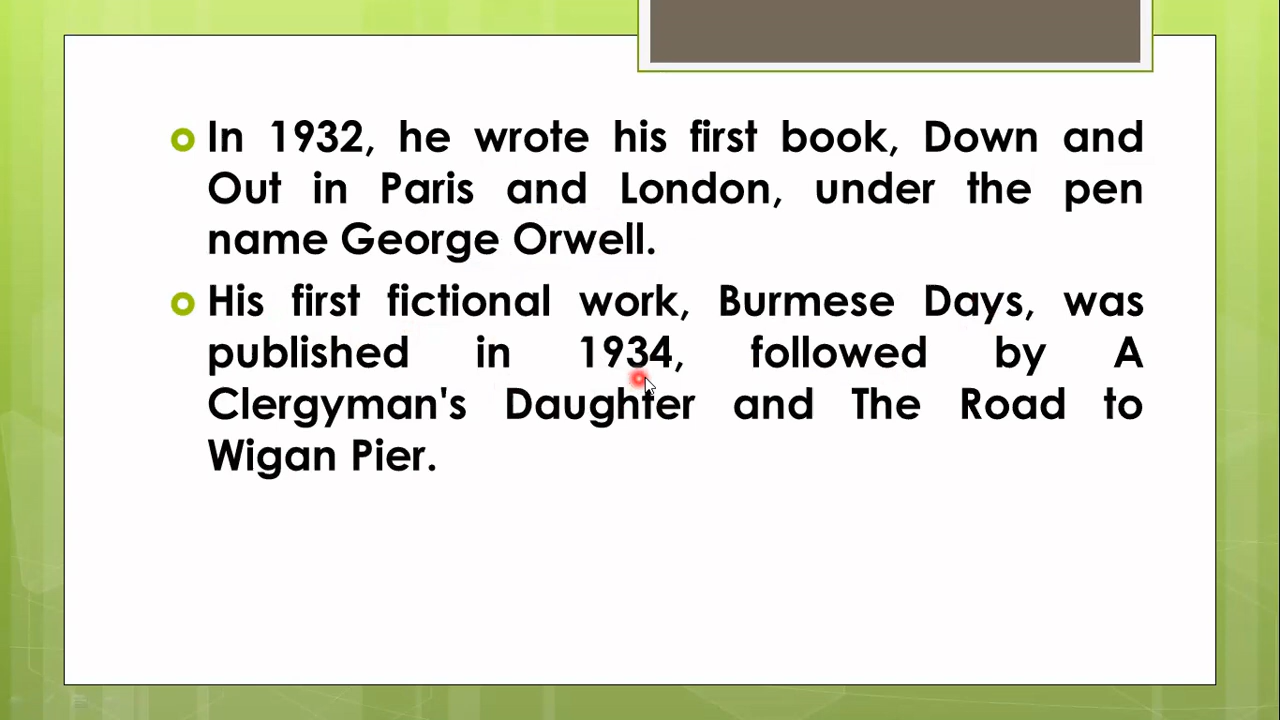 In 1932, he wrote his first book, Down and
Out in Paris and London, under the pen
name George Orwell.
His first fictional work, Burmese Days, was
published in 1934, followed by A
Clergyman's Daughter and The Road to
Wigan Pier.